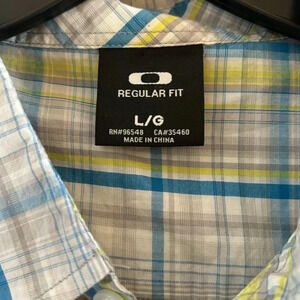 REGULAR FIT
L/G
RN#96548 CA#35460
MADE IN CHINA